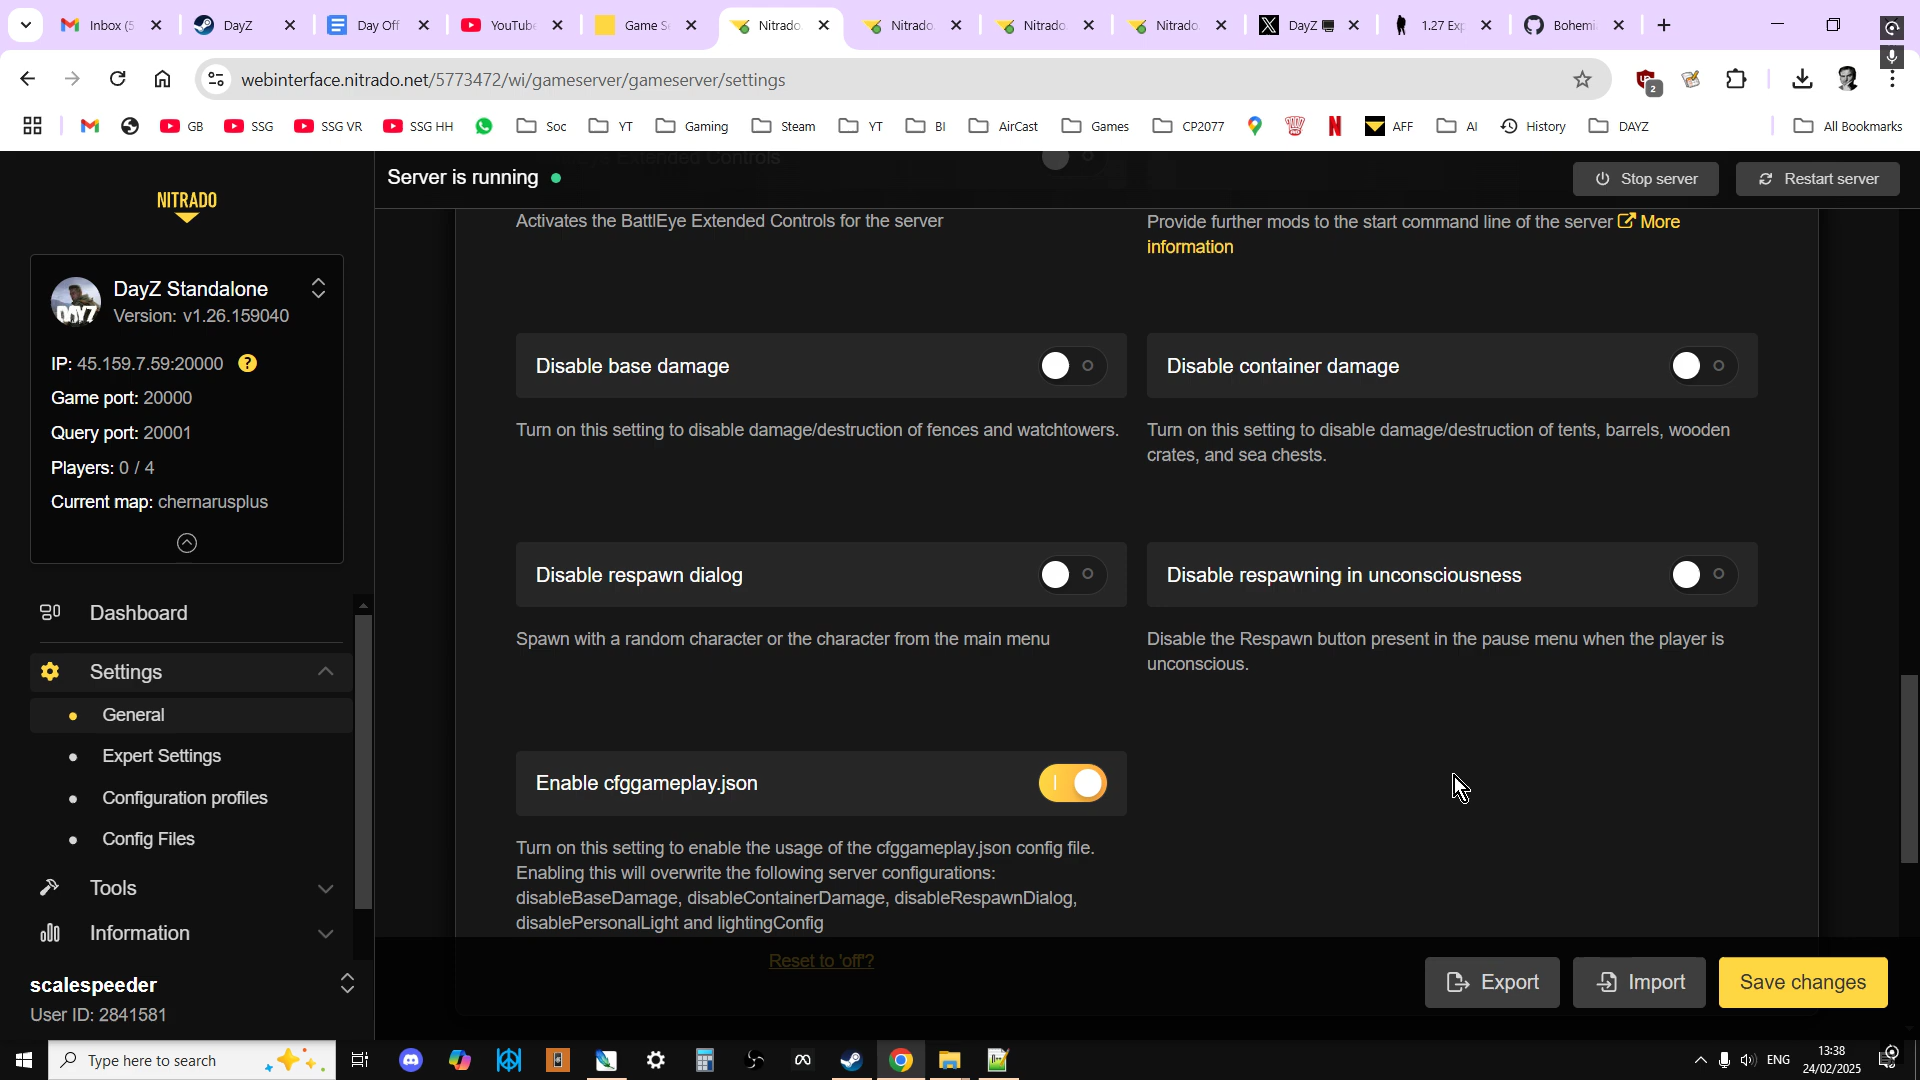 Inbox (5
DayZ
Day Off
YouTub
Game S
Nitrado
Nitrado
Nitrado
Nitrado
DayZ
1.27 Exp
Bohemi
webinterface.nitrado.net/5773472/wi/gameserver/gameserver/settings
2
GB
SSG
SSG VR
SSG HH
Soc
YT
Gaming
Steam
YT
BI
AirCast
Games
CP2077
AFF
AI
History
DAYZ
All Bookmarks
NITRADO
DayZ Standalone
Version: v1.26.159040
IP: 45.159.7.59:20000 ?
Game port: 20000
Query port: 20001
Players: 0 / 4
Current map: chernarusplus
Dashboard
Settings
General
Expert Settings
Configuration profiles
Config Files
Tools
Information
scalespeeder
User ID: 2841581
Extended Controls
Server is running
Stop server
Restart server
Activates the BattlEye Extended Controls for the server
Provide further mods to the start command line of the server More
information
Disable base damage
Turn on this setting to disable damage/destruction of fences and watchtowers.
Disable container damage
Turn on this setting to disable damage/destruction of tents, barrels, wooden
crates, and sea chests.
Disable respawn dialog
Spawn with a random character or the character from the main menu
Disable respawning in unconsciousness
Disable the Respawn button present in the pause menu when the player is
unconscious.
Enable cfggameplay.json
Turn on this setting to enable the usage of the cfggameplay.json config file.
Enabling this will overwrite the following server configurations:
disableBaseDamage, disableContainerDamage, disableRespawnDialog,
disablePersonalLight and lightingConfig
Reset to 'off'?
Export
Import
Save changes
Type here to search
ENG
13:38
24/02/2025